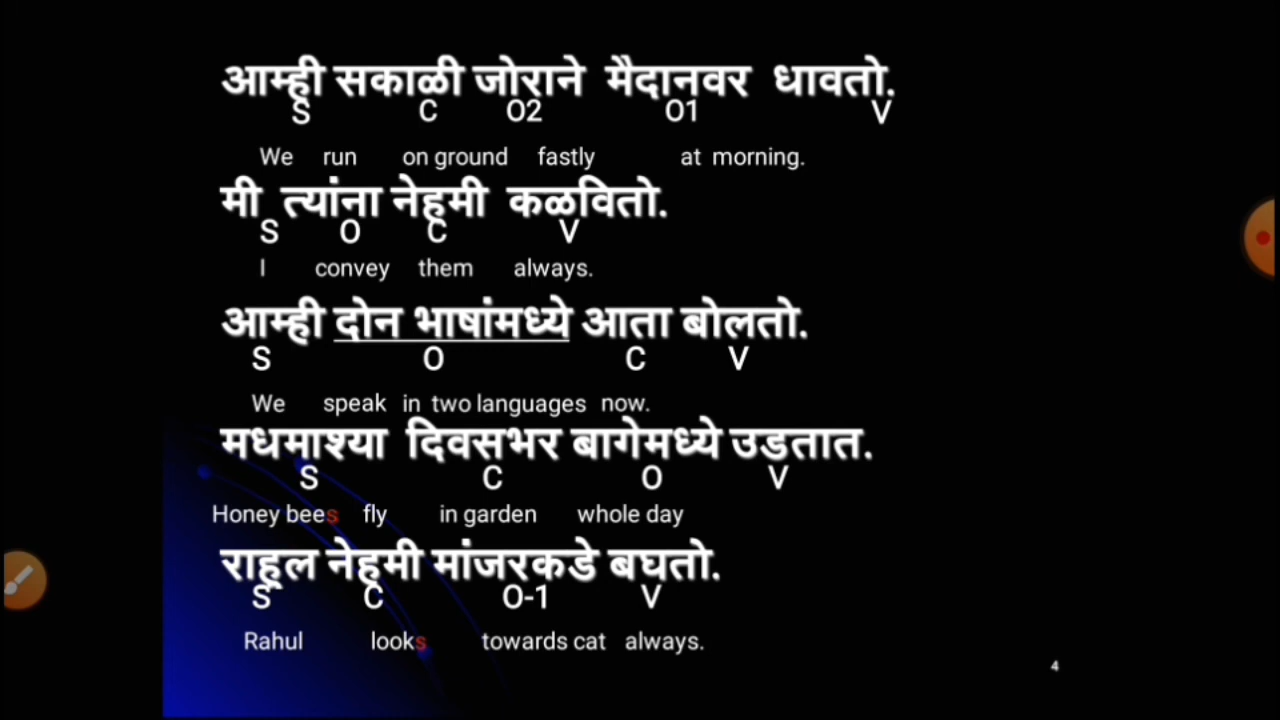 आम्ही सकाळी जोराने मैदानवर धावतो.
S C O2 O1 V
We run on ground fastly at morning.
मी त्यांना नेहमी कळवितो.
S O C V
I convey them always.
आम्ही दोन भाषांमध्ये आता बोलतो.
S O C V
We speak in two languages now.
मधमाश्या दिवसभर बागेमध्ये उडतात.
S C O V
Honey bees fly in garden whole day
राहूल नेहमी मांजरकडे बघतो.
S C O-1 V
Rahul looks towards cat always.
4